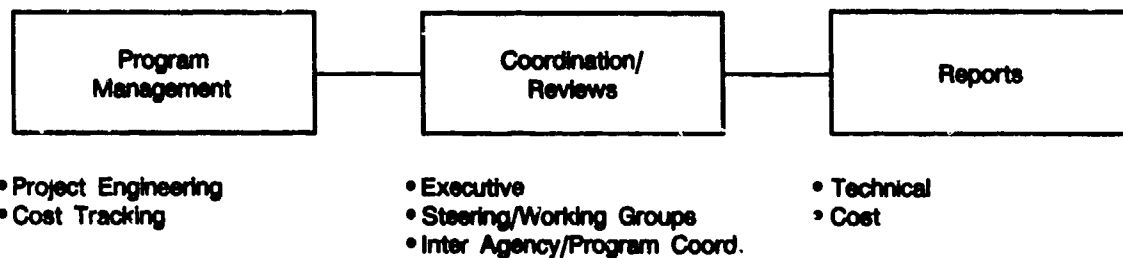 Program
Management
Coordination/
Reviews
Reports
• Project Engineering
• Cost Tracking
• Executive
• Steering/Working Groups
• Inter Agency/Program Coord.
• Technical
• Cost